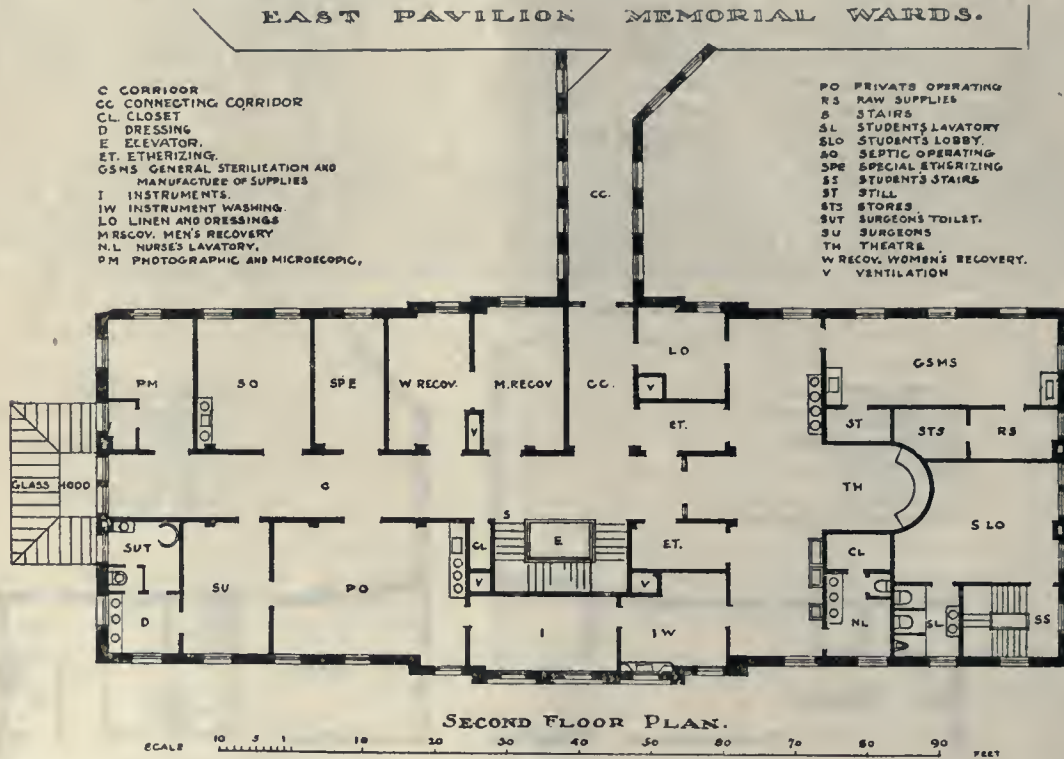 EAST PAVILION MEMORIAL WARDS.
C CORRIDOOR
CC CONNECTING CORRIDOR
CL. CLOSET
D DRESSING
E ELEVATOR.
ET. ETHERIZING.
GSMS GENERAL STERILIZATION AND
MANUFACTURE OF SUPPLIES
I INSTRUMENTS.
IW INSTRUMENT WASHING.
LO LINEN AND DRESSINGS
M RECOV. MEN'S RECOVERY
N.L NURSE'S LAVATORY,
PM PHOTOGRAPHIC AND MICROSCOPIC,
PO PRIVATE OPERATING
RS RAW SUPPLIES
S STAIRS
SL STUDENTS LAVATORY
SLO STUDENT'S LOBBY.
SO SEPTIC OPERATING
SPE SPECIAL ETHERIZING
SS STUDENT'S STAIRS
ST STILL
STS STORES
SUT SURGEON'S TOILET.
SU SURGEONS
TH THEATRE
W RECOV. WOMEN'S RECOVERY.
V VENTILATION
CC.
PM
SO
SPE
W. RECOV.
M. RECOV
CC.
LO
GSMS
V
V
ET.
ST
STS
RS
GLASS HOOD
C
TH
S LO
S
SUT
SU
PO
CL
E
ET.
CL
V
V
D
I
IW
NL
SL
SS
SECOND FLOOR PLAN.
SCALE 10 5 1 10 20 30 40 50 60 70 80 90 FEET